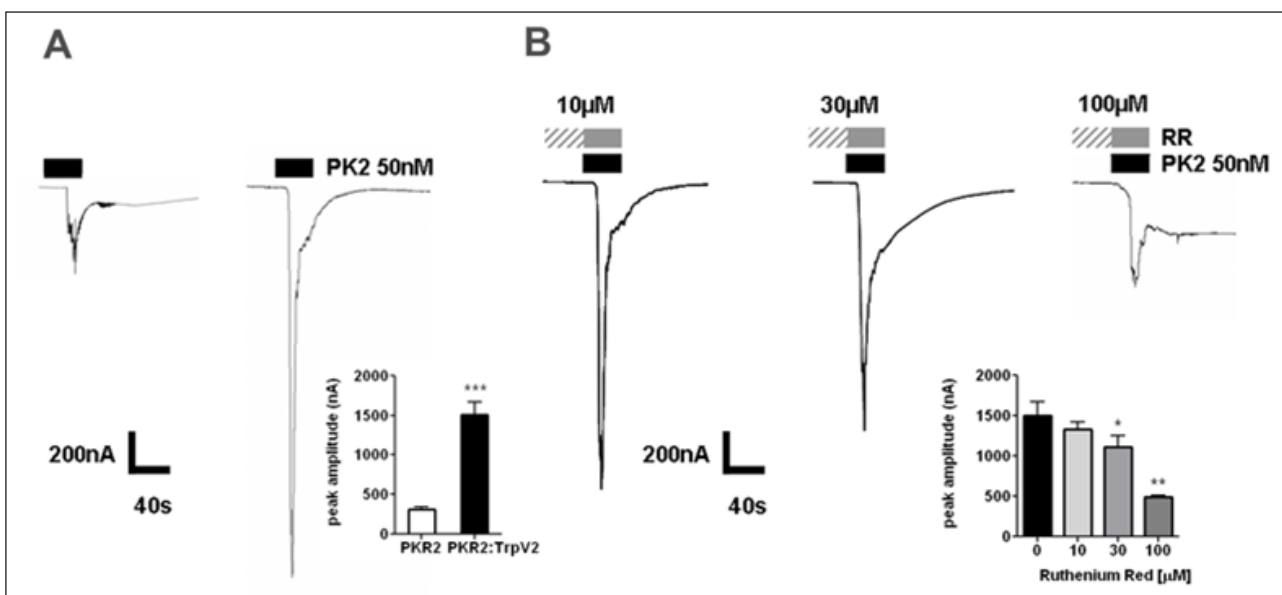 A
B
PK2 50nM
10µM
30µM
100µM
RR
PK2 50nM
200nA
40s
peak amplitude (nA)
2000
1500
1000
500
0
***
PKR2
PKR2:TrpV2
200nA
40s
peak amplitude (nA)
2000
1500
1000
500
0
*
**
0
10
30
100
Ruthenium Red [µM]